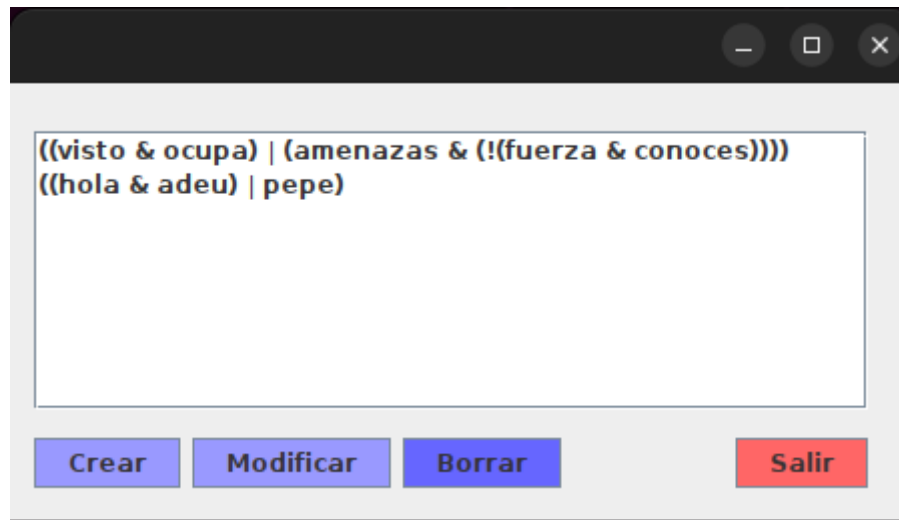 ((visto & ocupa) | (amenazas & (!(fuerza & conoces))))
((hola & adeu) | pepe)
Crear Modificar Borrar Salir